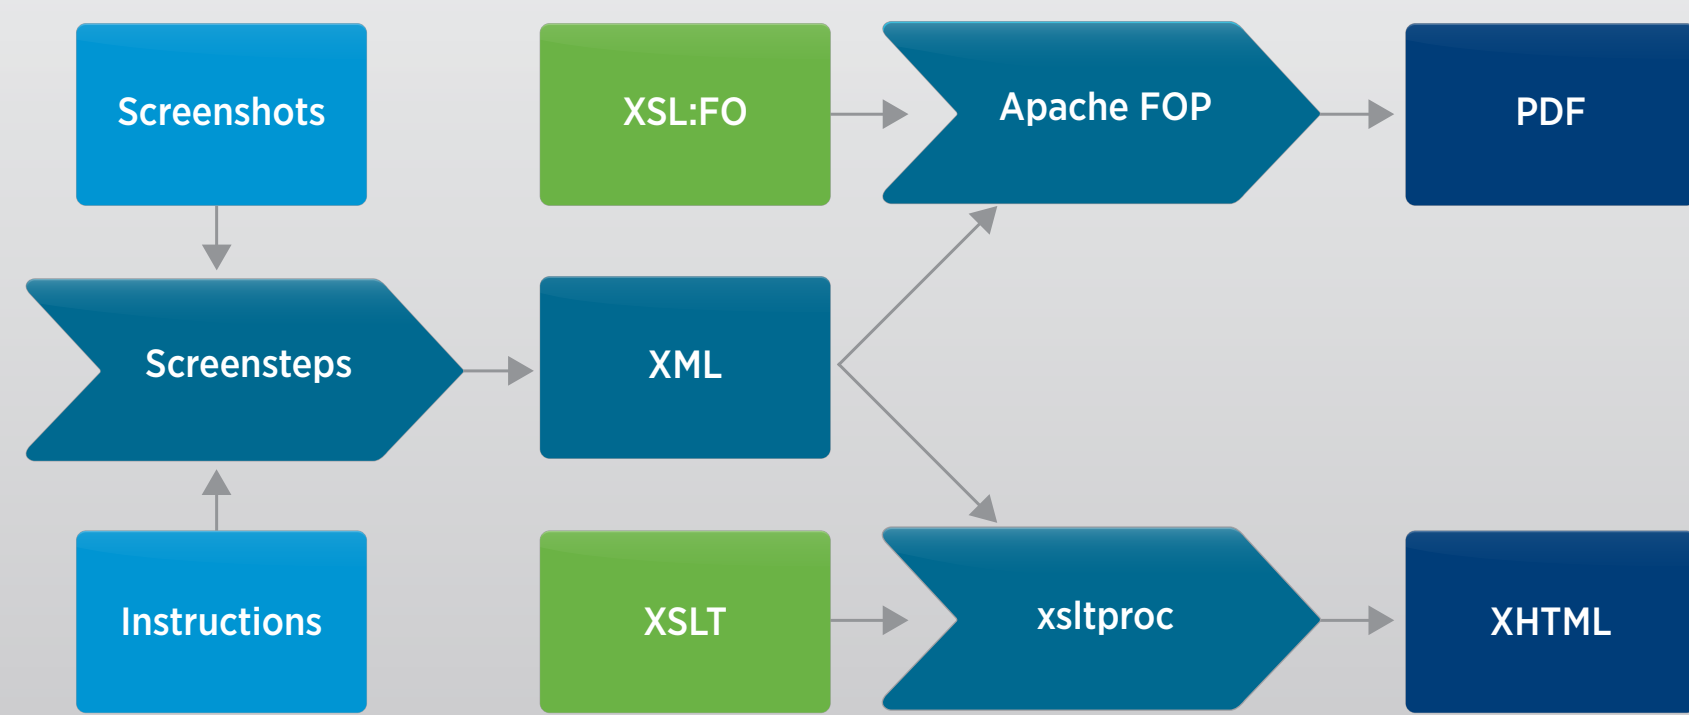 Screenshots
XSL:FO
Apache FOP
PDF
Screensteps
XML
Instructions
XSLT
xsltproc
XHTML